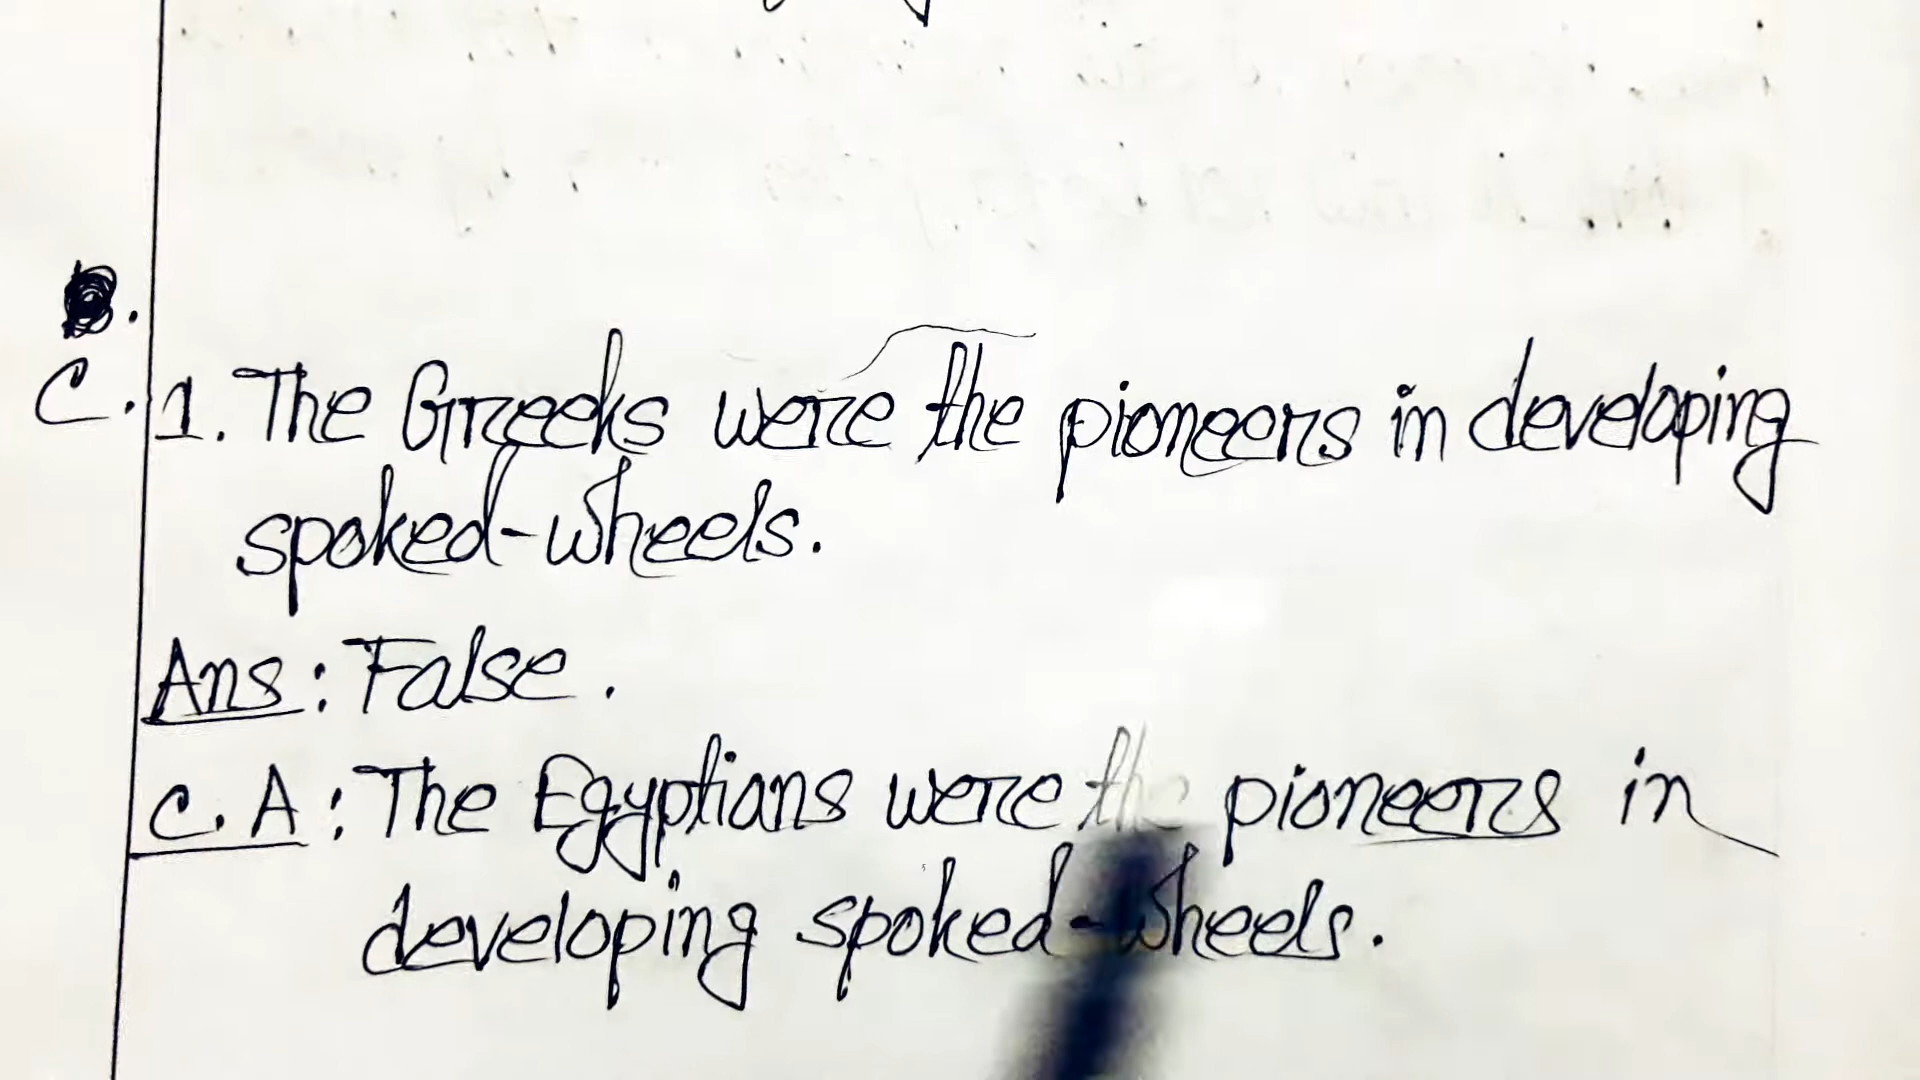 C. 1. The Greeks were the pioneers in developing
spoked-wheels.
Ans: False.
C. A: The Egyptians were the pioneers in
developing spoked-wheels.